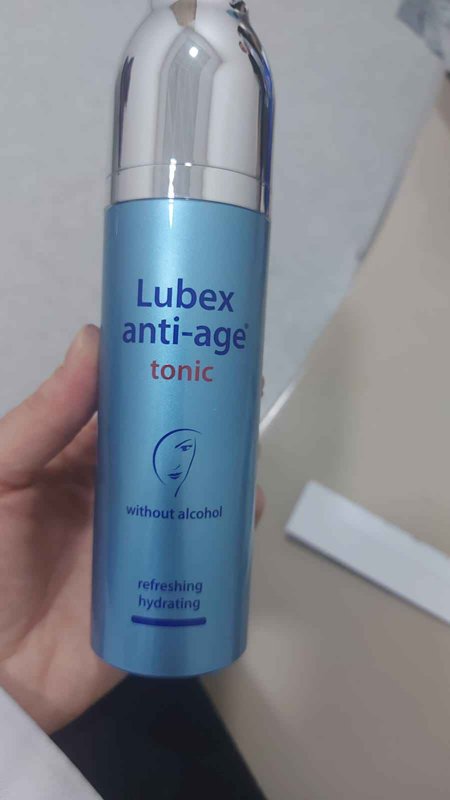 Lubex
anti-age®
tonic
without alcohol
refreshing
hydrating